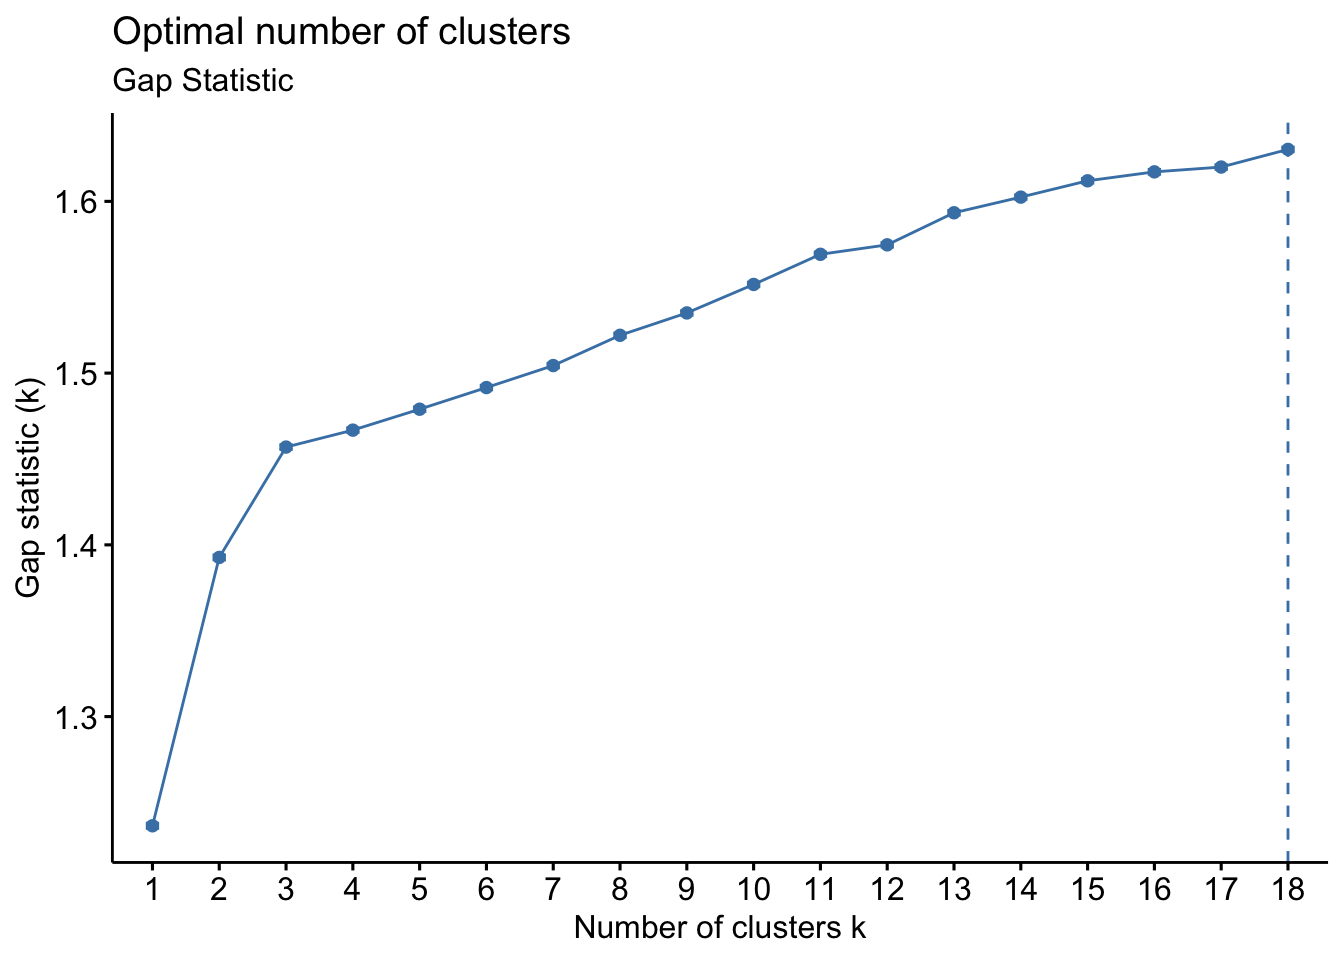 Optimal number of clusters
Gap Statistic
1.6
1.5
1.4
1.3
Gap statistic (k)
1 2 3 4 5 6 7 8 9 10 11 12 13 14 15 16 17 18
Number of clusters k